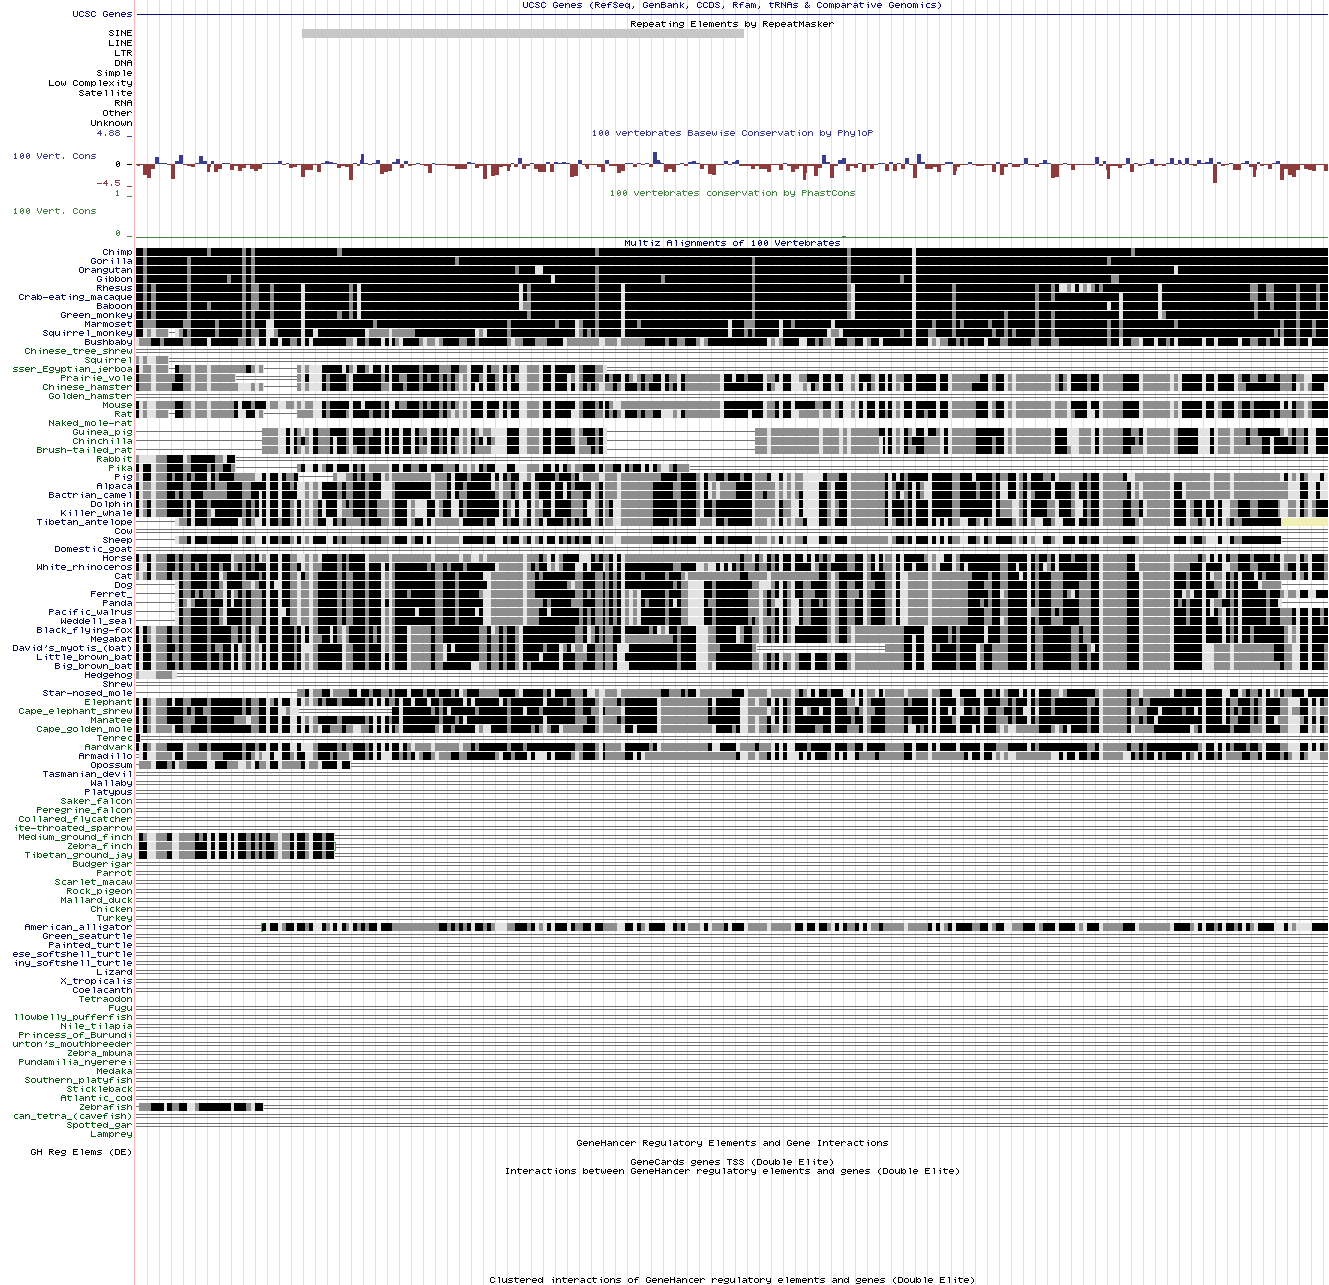 UCSC Genes (RefSeq, GenBank, CCDS, Rfam, tRNAs & Comparative Genomics)
UCSC Genes
Repeating Elements by RepeatMasker
SINE
LINE
LTR
DNA
Simple
Low Complexity
Satellite
RNA
Other
Unknown
4.88 _
100 vertebrates Basewise Conservation by PhyloP
100 Vert. Cons
0 _
-4.5 _
1 _
100 vertebrates conservation by PhastCons
100 Vert. Cons
0 _
Multiz Alignments of 100 Vertebrates
Chimp
Gorilla
Orangutan
Gibbon
Rhesus
Crab-eating_macaque
Baboon
Green_monkey
Marmoset
Squirrel_monkey
Bushbaby
Chinese_tree_shrew
Squirrel
sser_Egyptian_jerboa
Prairie_vole
Chinese_hamster
Golden_hamster
Mouse
Rat
Naked_mole-rat
Guinea_pig
Chinchilla
Brush-tailed_rat
Rabbit
Pika
Pig
Alpaca
Bactrian_camel
Dolphin
Killer_whale
Tibetan_antelope
Cow
Sheep
Domestic_goat
Horse
White_rhinoceros
Cat
Dog
Ferret_
Panda
Pacific_walrus
Weddell_seal
Black_flying-fox
Megabat
David's_myotis_(bat)
Little_brown_bat
Big_brown_bat
Hedgehog
Shrew
Star-nosed_mole
Elephant
Cape_elephant_shrew
Manatee
Cape_golden_mole
Tenrec
Aardvark
Armadillo
Opossum
Tasmanian_devil
Wallaby
Platypus
Saker_falcon
Peregrine_falcon
Collared_flycatcher
ite-throated_sparrow
Medium_ground_finch
Zebra_finch
Tibetan_ground_jay
Budgerigar
Parrot
Scarlet_macaw
Rock_pigeon
Mallard_duck
Chicken
Turkey
American_alligator
Green_seaturtle
Painted_turtle
ese_softshell_turtle
iny_softshell_turtle
Lizard
X_tropicalis
Coelacanth
Tetraodon
Fugu
llowbelly_pufferfish
Nile_tilapia
Princess_of_Burundi
urton's_mouthbreeder
Zebra_mbuna
Pundamilia_nyererei
Medaka
Southern_platyfish
Stickleback
Atlantic_cod
Zebrafish
can_tetra_(cavefish)
Spotted_gar
Lamprey
GeneHancer Regulatory Elements and Gene Interactions
GH Reg Elems (DE)
GeneCards genes TSS (Double Elite)
Interactions between GeneHancer regulatory elements and genes (Double Elite)
Clustered interactions of GeneHancer regulatory elements and genes (Double Elite)